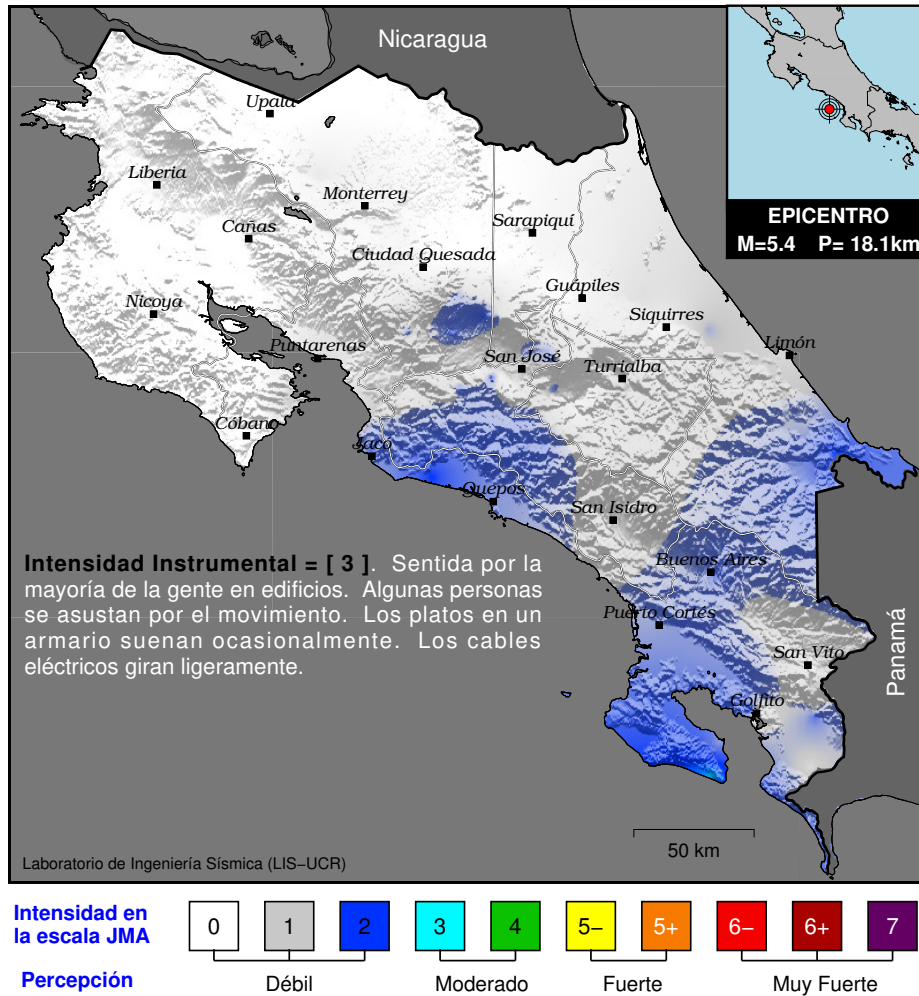 Nicaragua
Upala
Liberia
Monterrey
Cañas
Sarapiquí
Ciudad Quesada
Guápiles
Nicoya
Siquirres
Puntarenas
San José
Limón
Turrialba
Cóbano
Jacó
Quepos
San Isidro
Buenos Aires
Puerto Cortés
San Vito
Golfito
Panamá
EPICENTRO
M=5.4 P= 18.1km
Intensidad Instrumental = [ 3 ]. Sentida por la
mayoría de la gente en edificios. Algunas personas
se asustan por el movimiento. Los platos en un
armario suenan ocasionalmente. Los cables
eléctricos giran ligeramente.
50 km
Laboratorio de Ingeniería Sísmica (LIS–UCR)
Intensidad en
la escala JMA
0 1 2 3 4 5– 5+ 6– 6+ 7
Percepción
Débil Moderado Fuerte Muy Fuerte